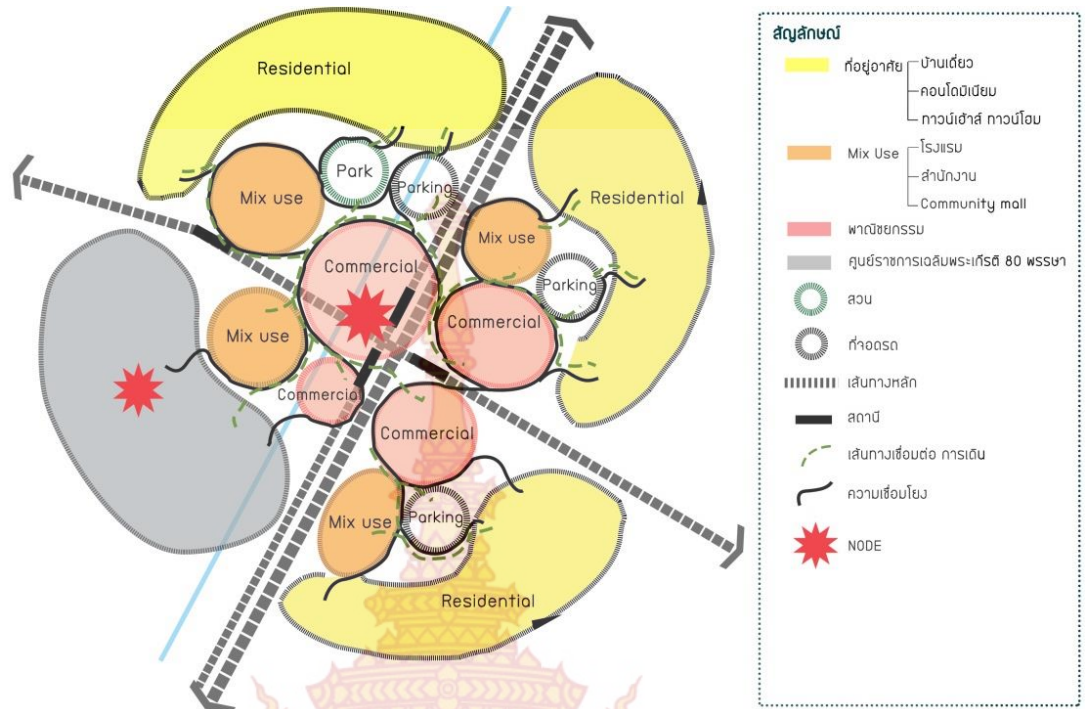 Residential
Park
Parking
Mix use
Residential
Mix use
Commercial
Parking
Commercial
Mix use
Commercial
Commercial
Mix use
Parking
Residential
สัญลักษณ์
ที่อยู่อาศัย
บ้านเดี่ยว
คอนโดมิเนียม
ทาวน์เฮ้าส์ ทาวน์โฮม
Mix Use
โรงแรม
สำนักงาน
Community mall
พาณิชยกรรม
ศูนย์ราชการเฉลิมพระเกีรติ 80 พรรษา
สวน
ที่จอดรถ
เส้นทางหลัก
สถานี
เส้นทางเชื่อมต่อ การเดิน
ความเชื่อมโยง
NODE